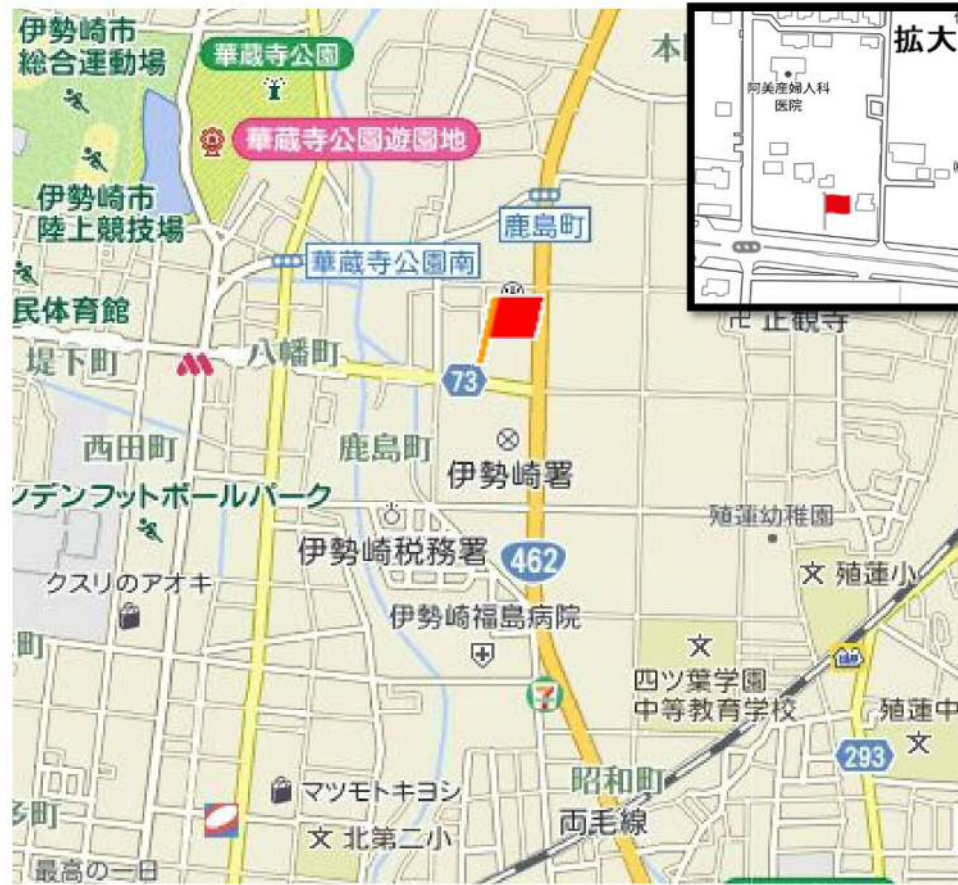 伊勢崎市
総合運動場
華蔵寺公園
本
拡大
阿美産婦人科
医院
華蔵寺公園遊園地
伊勢崎市
陸上競技場
鹿島町
華蔵寺公園南
民体育館
堤下町
八幡町
73
卍 正観寺
西田町
鹿島町
伊勢崎署
ンデンフットボールパーク
殖蓮幼稚園
伊勢崎税務署
462
クスリのアオキ
文 殖蓮小
伊勢崎福島病院
町
文
四ツ葉学園
中等教育学校
7
殖蓮中
文
293
昭和町
マツモトキヨシ
両毛線
多町
文 北第二小
最高の一日